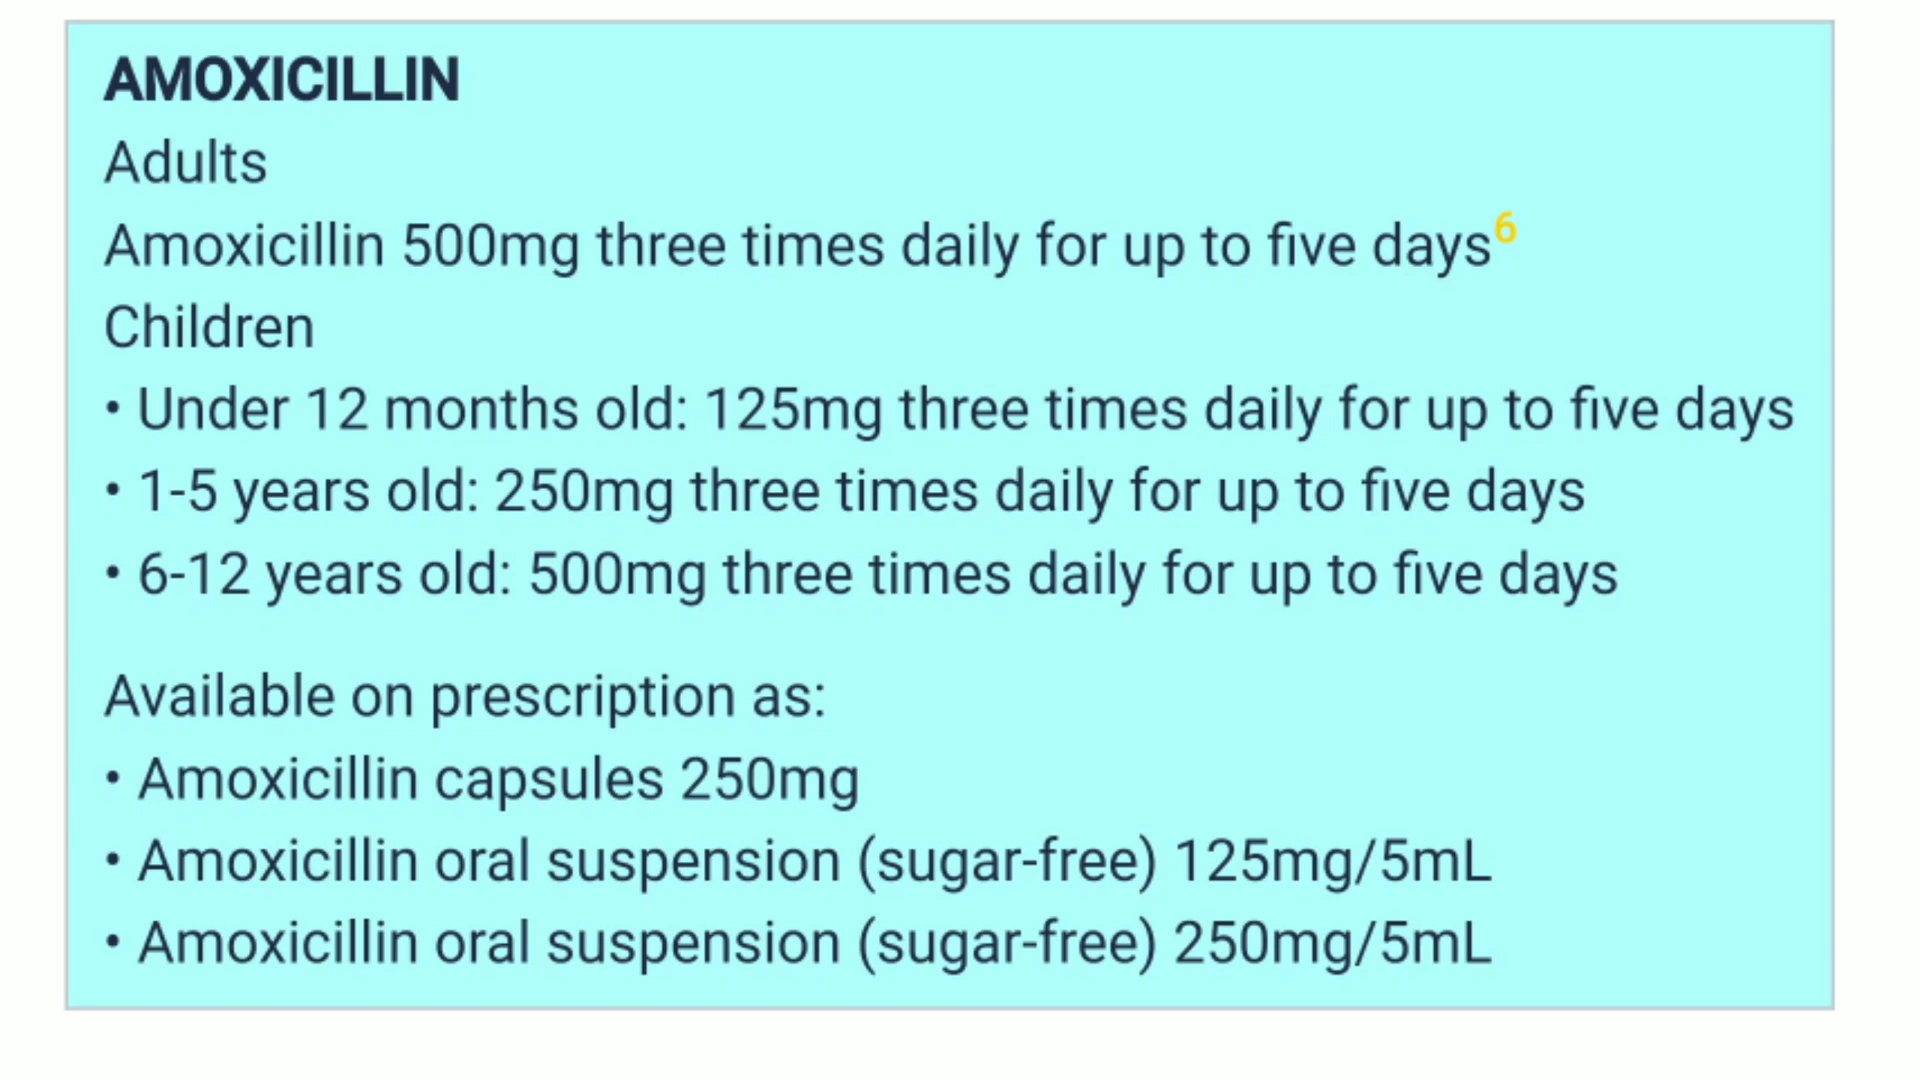 AMOXICILLIN
Adults
Amoxicillin 500mg three times daily for up to five days6
Children
• Under 12 months old: 125mg three times daily for up to five days
• 1-5 years old: 250mg three times daily for up to five days
• 6-12 years old: 500mg three times daily for up to five days
Available on prescription as:
• Amoxicillin capsules 250mg
• Amoxicillin oral suspension (sugar-free) 125mg/5mL
• Amoxicillin oral suspension (sugar-free) 250mg/5mL